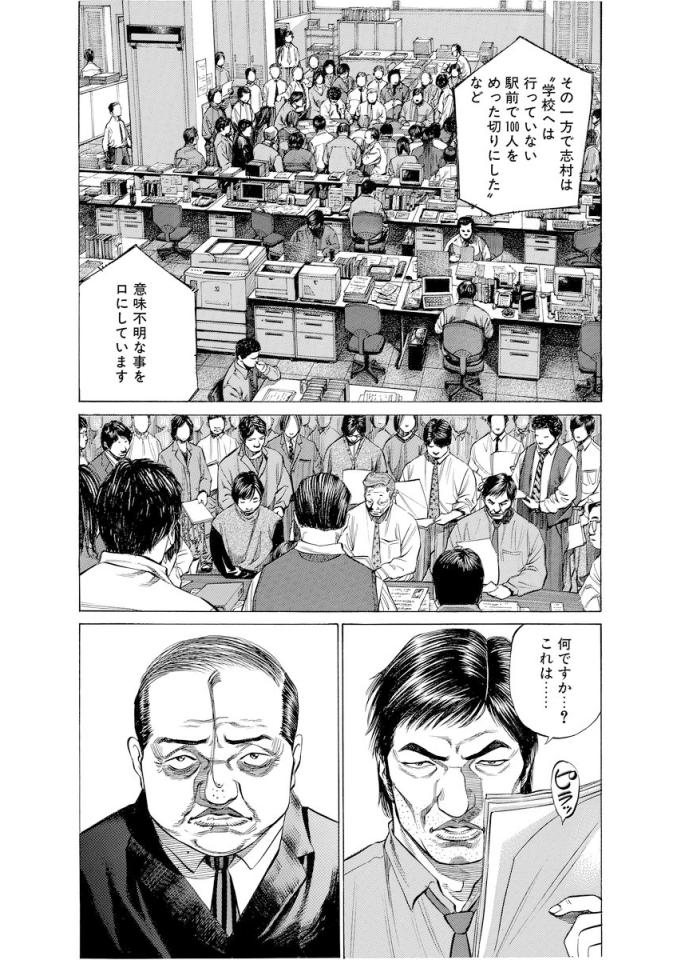 その一方で志村は
〝学校へは
行っていない
駅前で100人を
めった切りにした〟
など
意味不明な事を
口にしています
何ですか…?
これは……
ペラッ